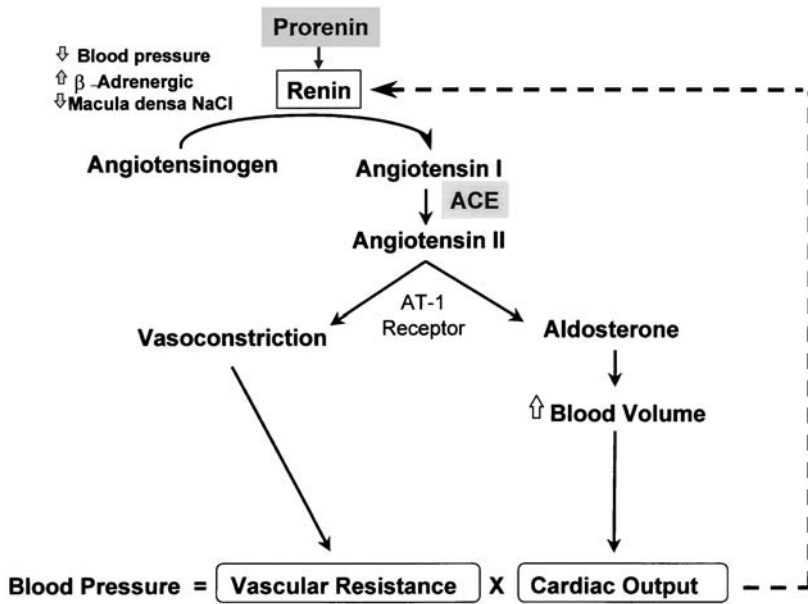 Prorenin
⇩ Blood pressure
⇧ β -Adrenergic
⇩Macula densa NaCl
Renin
Angiotensinogen
Angiotensin I
ACE
Angiotensin II
AT-1
Receptor
Vasoconstriction
Aldosterone
⇧ Blood Volume
Blood Pressure = Vascular Resistance X Cardiac Output